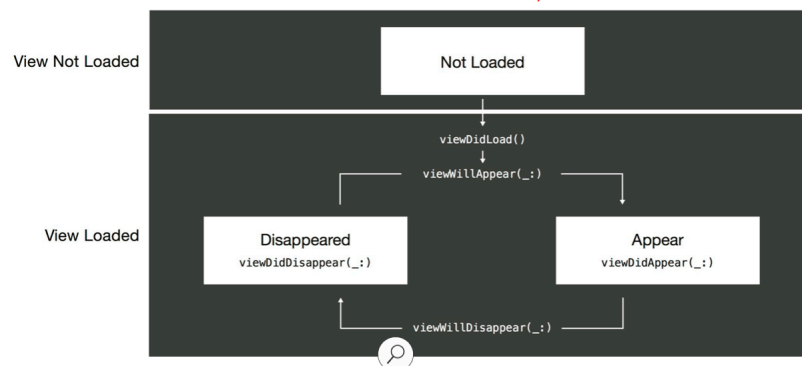 View Not Loaded
Not Loaded
viewDidLoad()
viewWillAppear(_:)
View Loaded
Disappeared
viewDidDisappear(_:)
Appear
viewDidAppear(_:)
viewWillDisappear(_:)